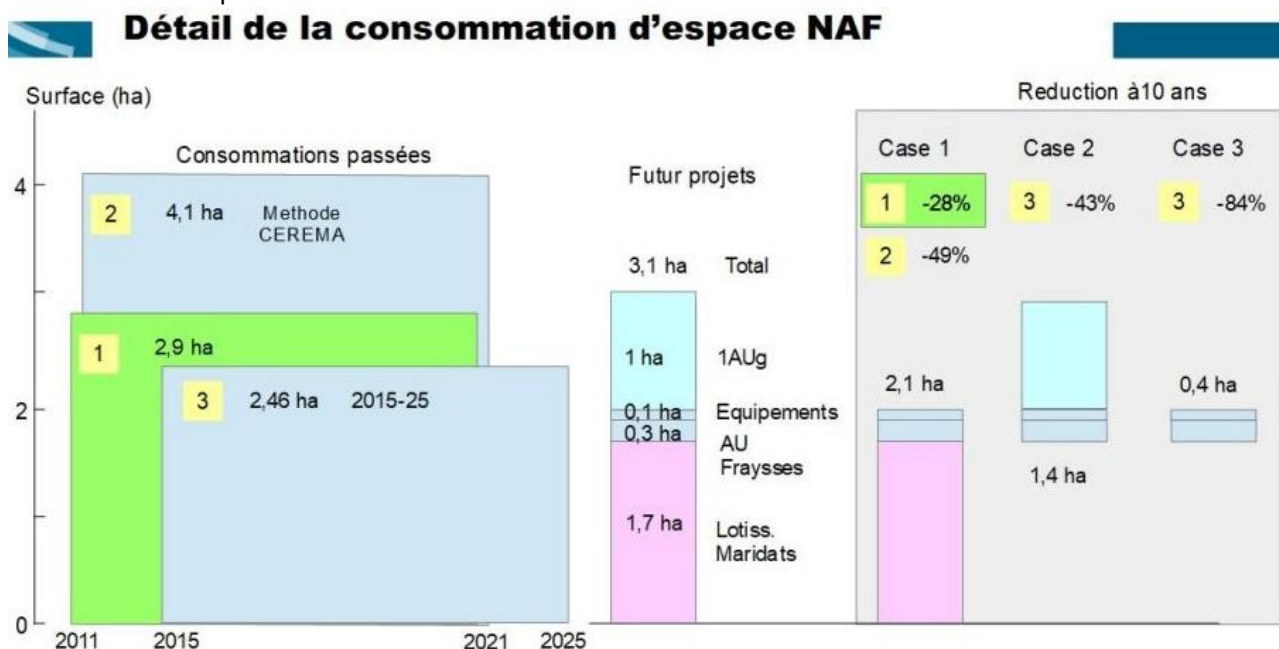 Détail de la consommation d'espace NAF
Surface (ha)
Consommations passées
4
2
0
2 4,1 ha Methode
CEREMA
1 2,9 ha
3 2,46 ha 2015-25
2011 2015 2021 2025
Futur projets
3,1 ha Total
1 ha 1AUg
0,1 ha Equipements
0,3 ha AU
Fraysses
1,7 ha Lotiss.
Maridats
Reduction à10 ans
Case 1 Case 2 Case 3
1 -28% 3 -43% 3 -84%
2 -49%
2,1 ha 0,4 ha
1,4 ha